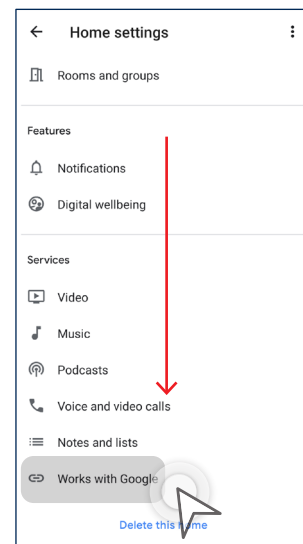 Home settings
Rooms and groups
Features
Notifications
Digital wellbeing
Services
Video
Music
Podcasts
Voice and video calls
Notes and lists
Works with Google
Delete this home